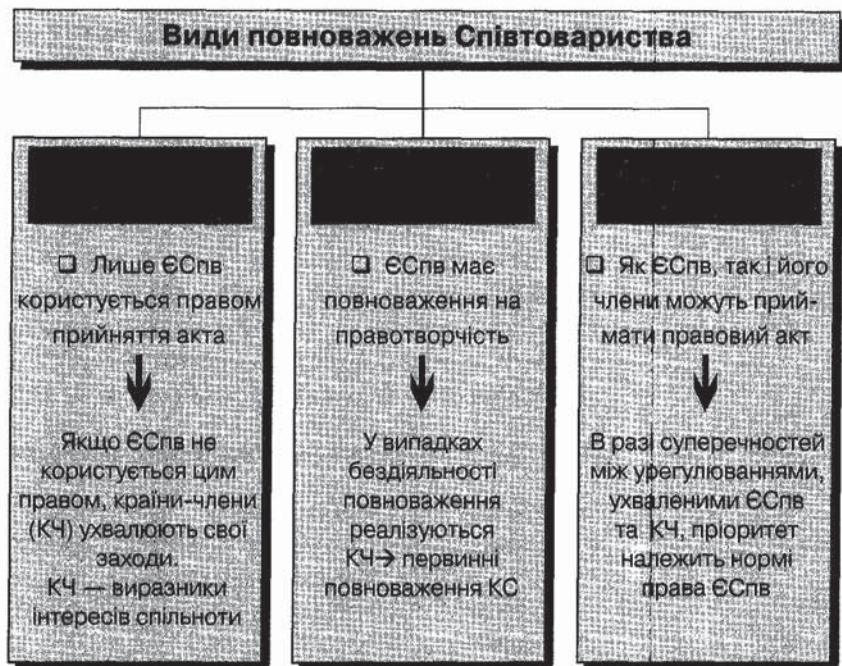 Види повноважень Співтовариства
❑ Лише ЄСпв
користується правом
прийняття акта
Якщо ЄСпв не
користується цим
правом, країни-члени
(КЧ) ухвалюють свої
заходи.
КЧ — виразники
інтересів спільноти
❑ ЄСпв має
повноваження на
правотворчість
У випадках
бездіяльності
повноваження
реалізуються
КЧ→ первинні
повноваження КС
❑ Як ЄСпв, так і його
члени можуть прий-
мати правовий акт
В разі суперечностей
між урегулюваннями,
ухваленими ЄСпв
та КЧ, пріоритет
належить нормі
права ЄСпв